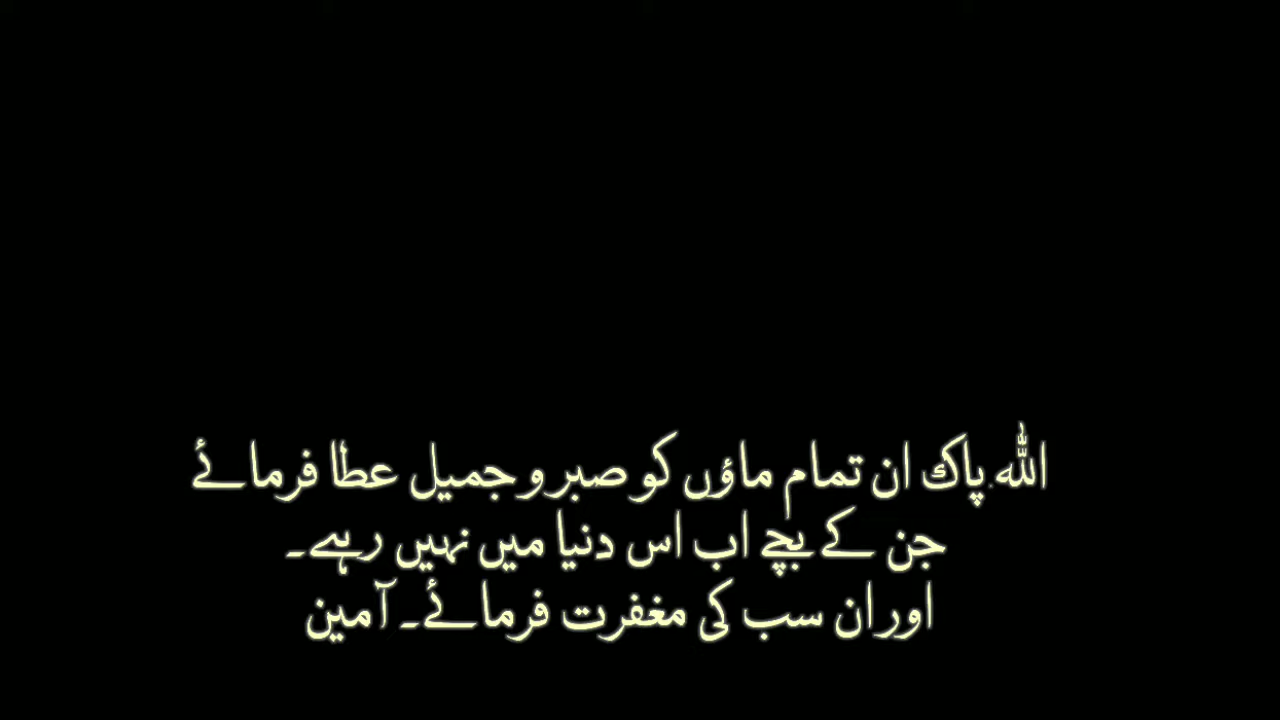 اللہ پاک ان تمام ماؤں کو صبر و جمیل عطا فرمائے
جن کے بچے اب اس دنیا میں نہیں رہے۔
اور ان سب کی مغفرت فرمائے۔ آمین